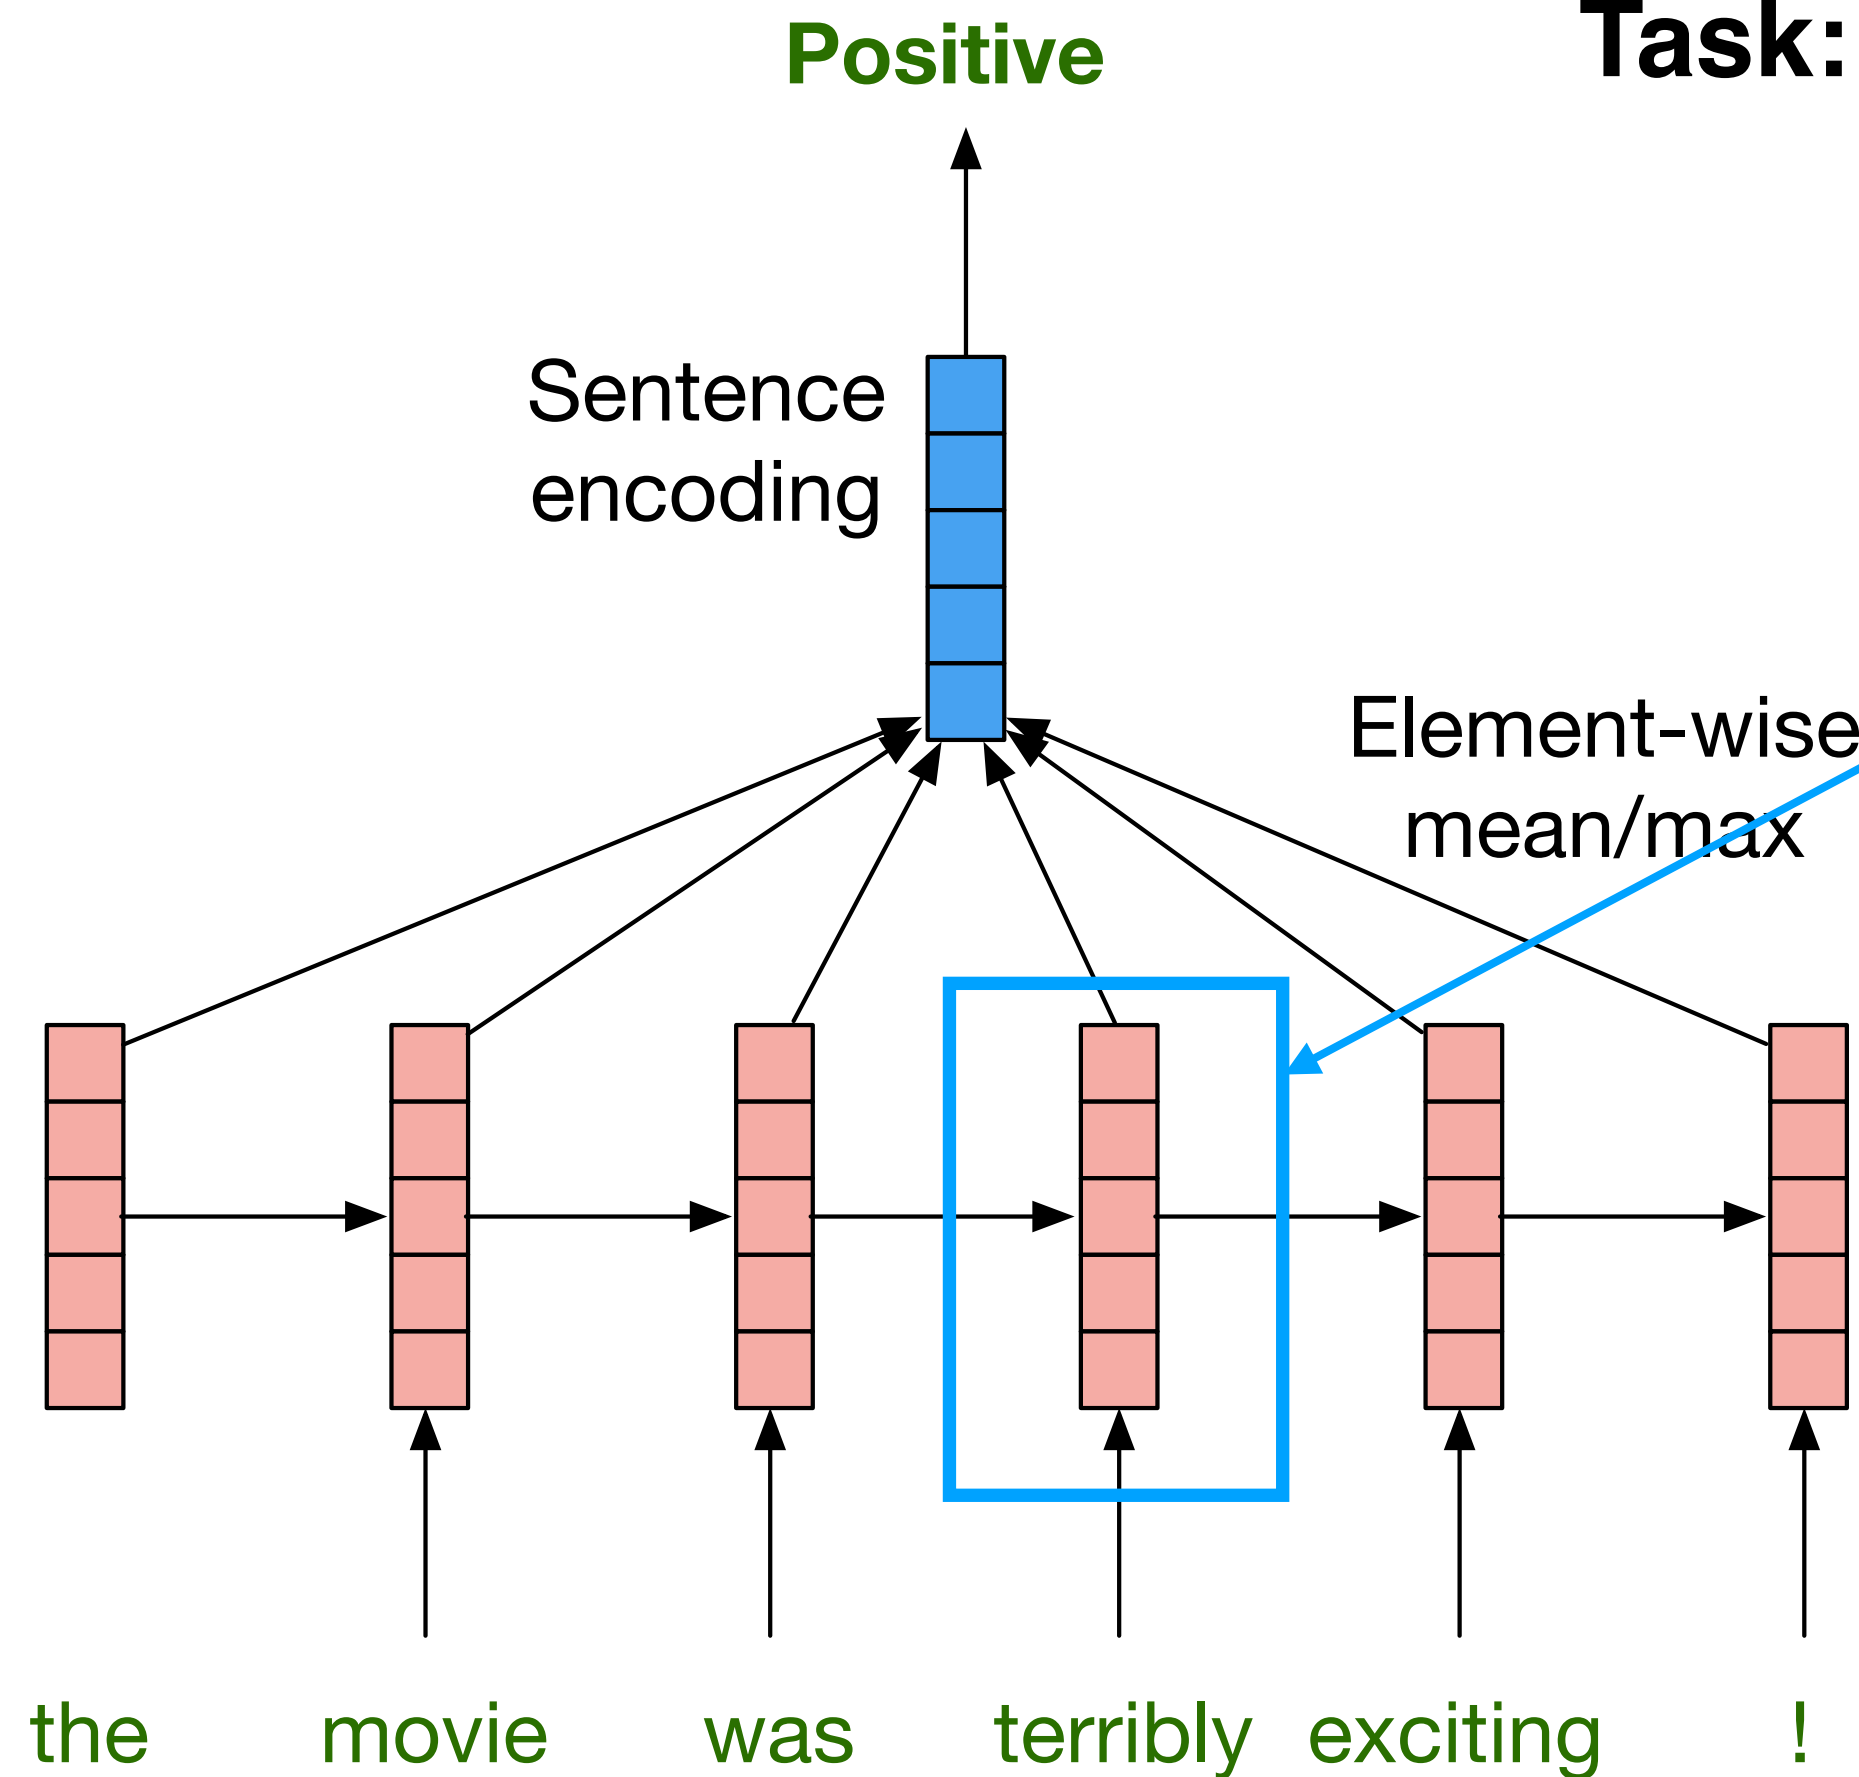 Positive
Task:
Sentence
encoding
Element-wise
mean/max
the movie was terribly exciting !